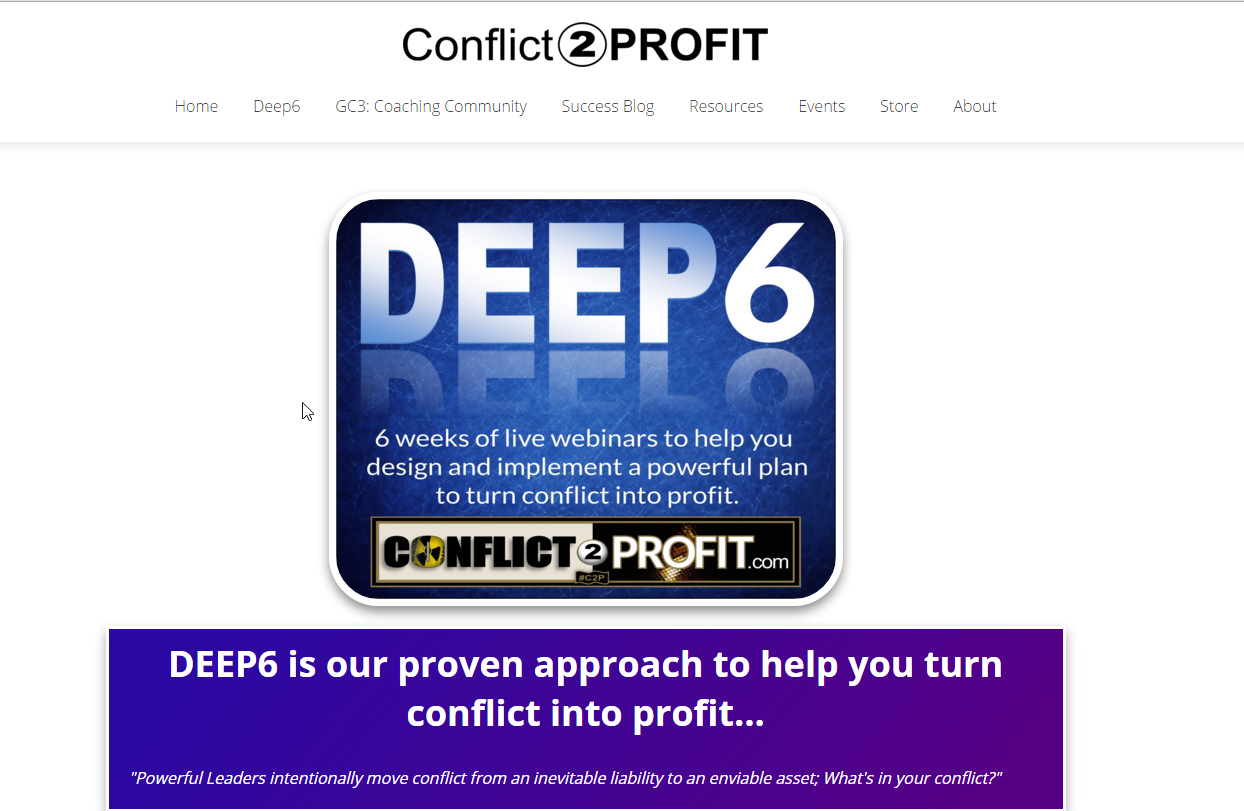 Conflict2PROFIT
Home Deep6 GC3: Coaching Community Success Blog Resources Events Store About
DEEP6
6 weeks of live webinars to help you
design and implement a powerful plan
to turn conflict into profit.
CONFLICT2PROFIT.com
#C2P
DEEP6 is our proven approach to help you turn
conflict into profit...
"Powerful Leaders intentionally move conflict from an inevitable liability to an enviable asset; What's in your conflict?"